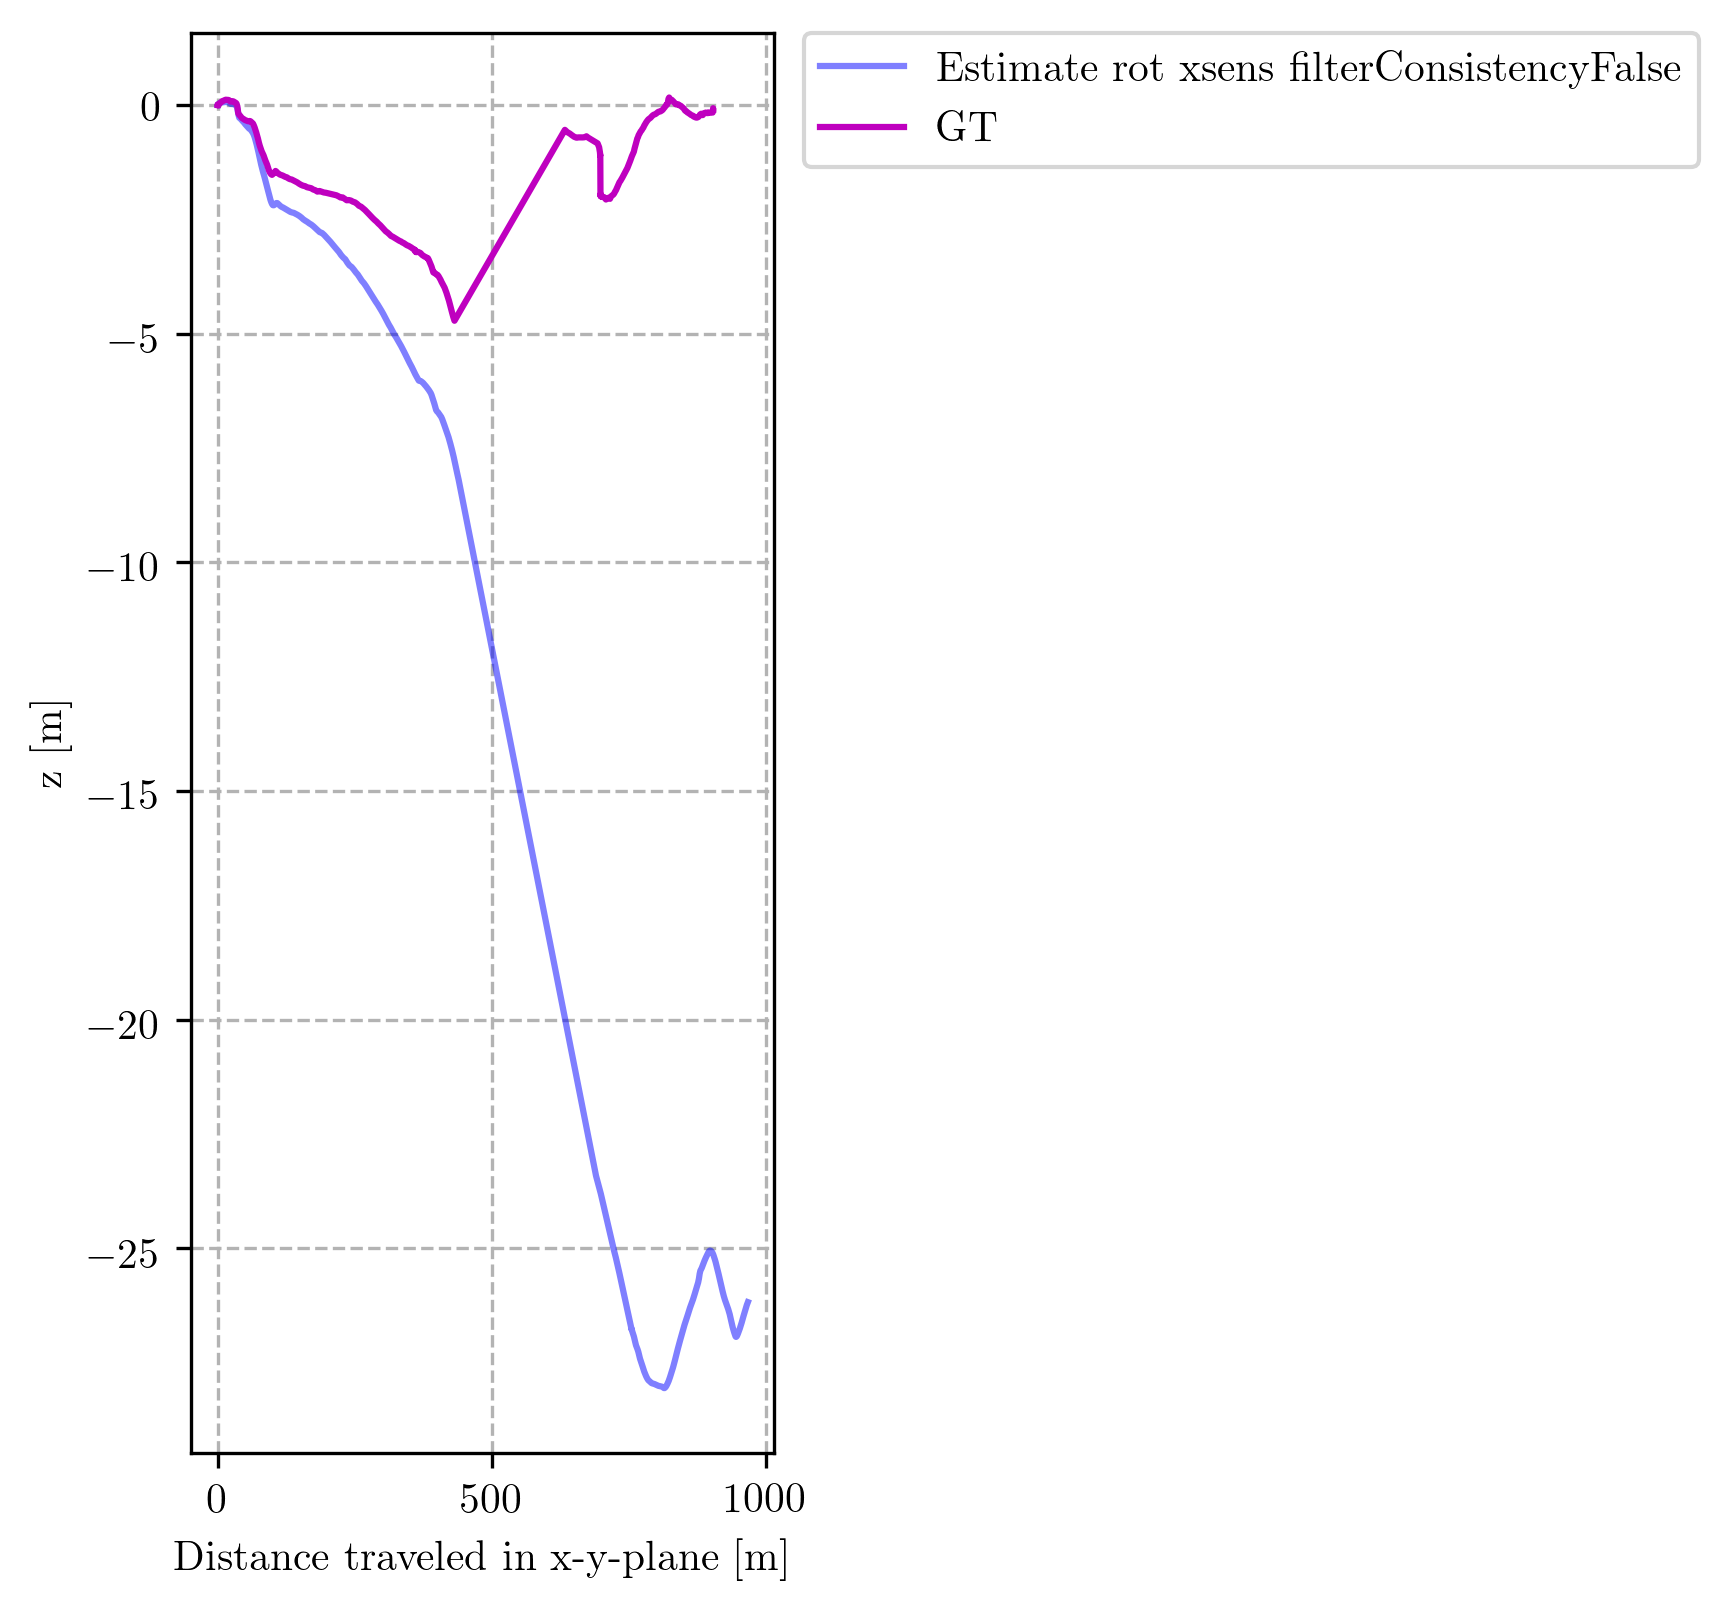 Estimate rot xsens filterConsistencyFalse
GT
0
−5
−10
−15
−20
−25
z [m]
0 500 1000
Distance traveled in x-y-plane [m]